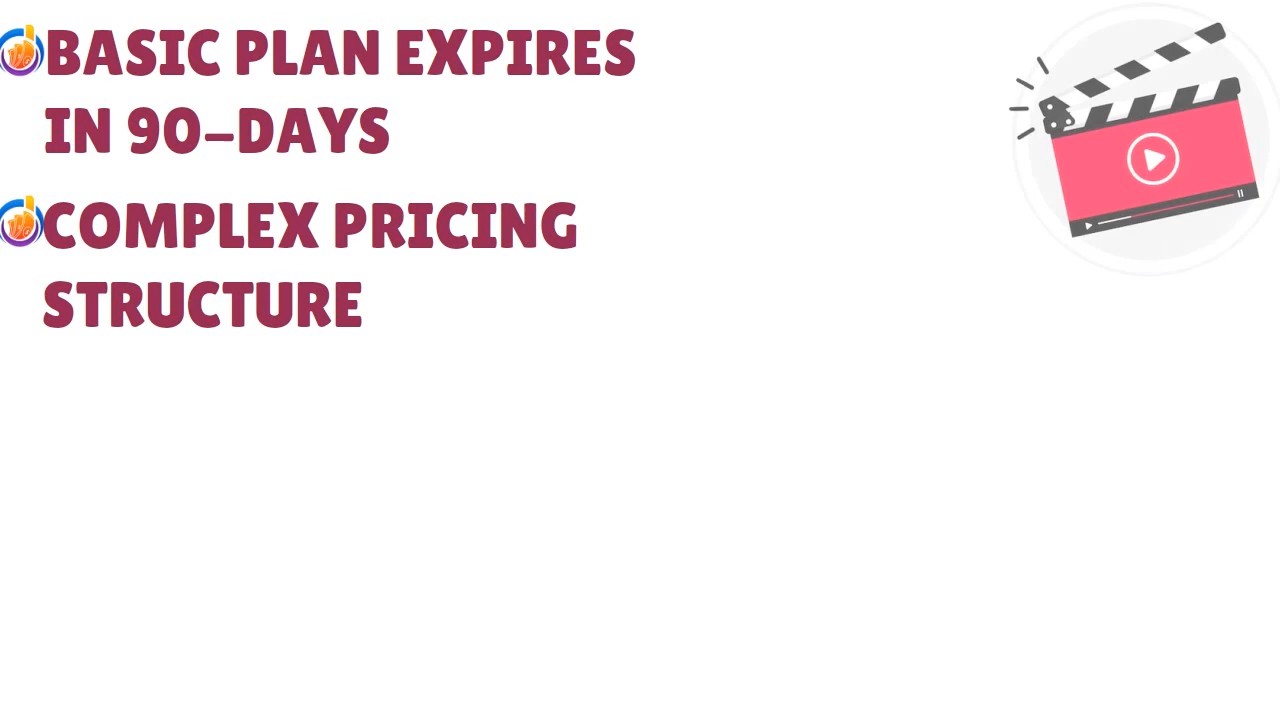 BASIC PLAN EXPIRES
IN 90-DAYS
COMPLEX PRICING
STRUCTURE